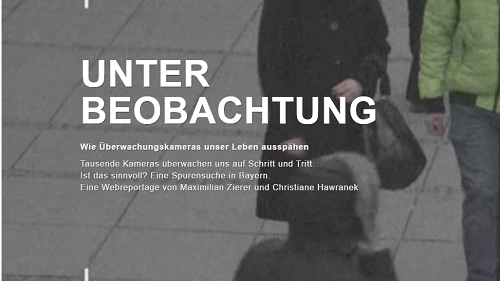 UNTER
BEOBACHTUNG
Wie Überwachungskameras unser Leben ausspähen
Tausende Kameras überwachen uns auf Schritt und Tritt.
Ist das sinnvoll? Eine Spurensuche in Bayern.
Eine Webreportage von Maximilian Zierer und Christiane Hawranek